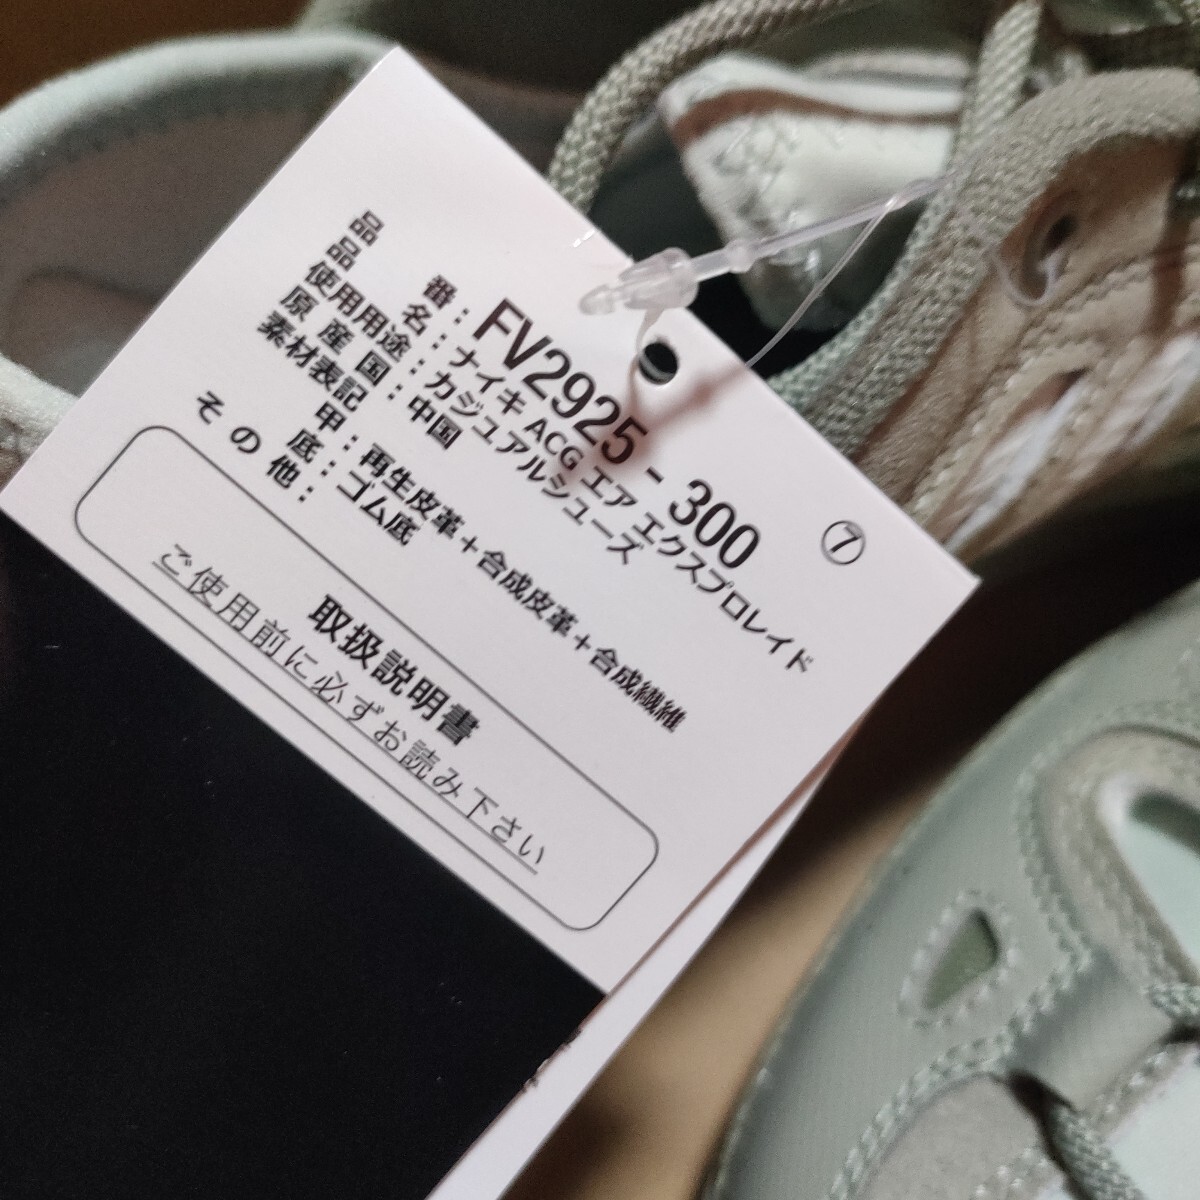 ⑦
品番：FV2925-300
品名：ナイキ ACG エア エクスプロレイド
使用用途：カジュアルシューズ
原産国：中国
素材表記
甲：再生皮革＋合成皮革＋合成繊維
底：ゴム底
その他：
取扱説明書
ご使用前に必ずお読み下さい